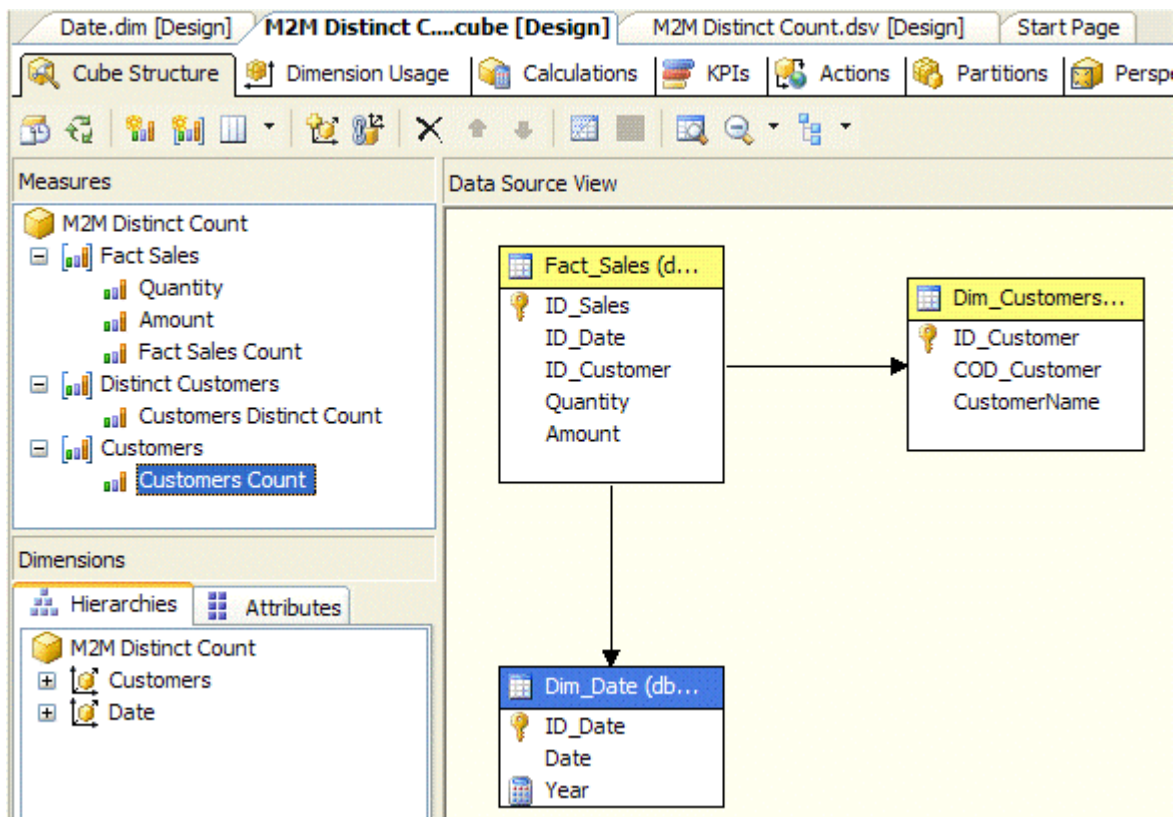 Date.dim [Design]
M2M Distinct C....cube [Design]
M2M Distinct Count.dsv [Design]
Start Page
Cube Structure
Dimension Usage
Calculations
KPIs
Actions
Partitions
Perspe
Measures
M2M Distinct Count
Fact Sales
Quantity
Amount
Fact Sales Count
Distinct Customers
Customers Distinct Count
Customers
Customers Count
Dimensions
Hierarchies
Attributes
M2M Distinct Count
Customers
Date
Data Source View
Fact_Sales (d...
ID_Sales
ID_Date
ID_Customer
Quantity
Amount
Dim_Customers...
ID_Customer
COD_Customer
CustomerName
Dim_Date (db...
ID_Date
Date
Year